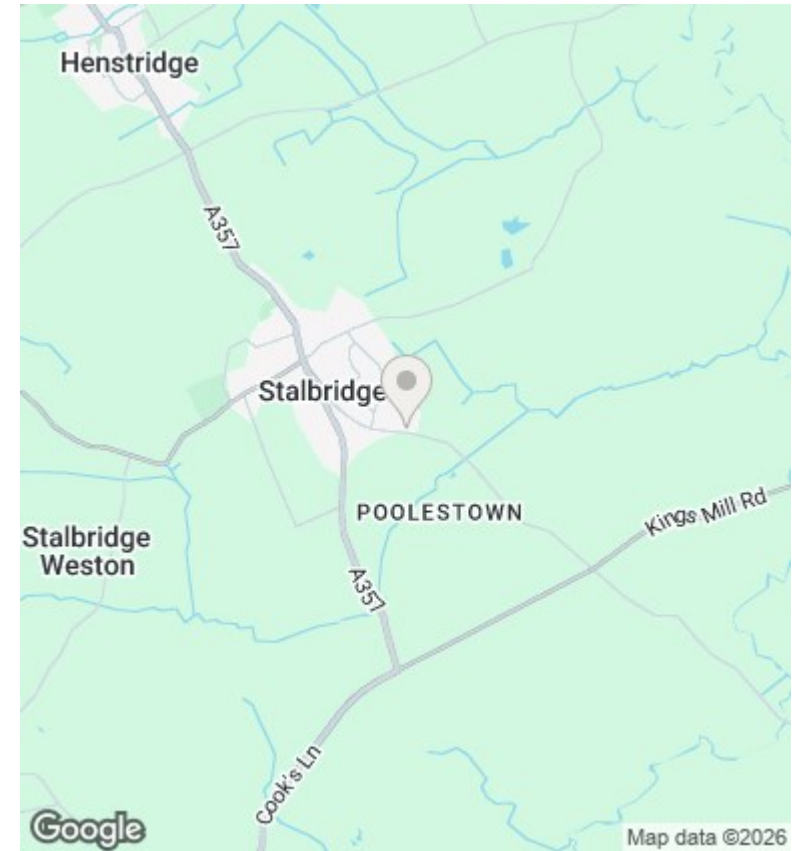 Henstridge
A357
Stalbridge
POOLESTOWN
Kings Mill Rd
Stalbridge
Weston
A357
Cook's Ln
Google
Map data ©2026